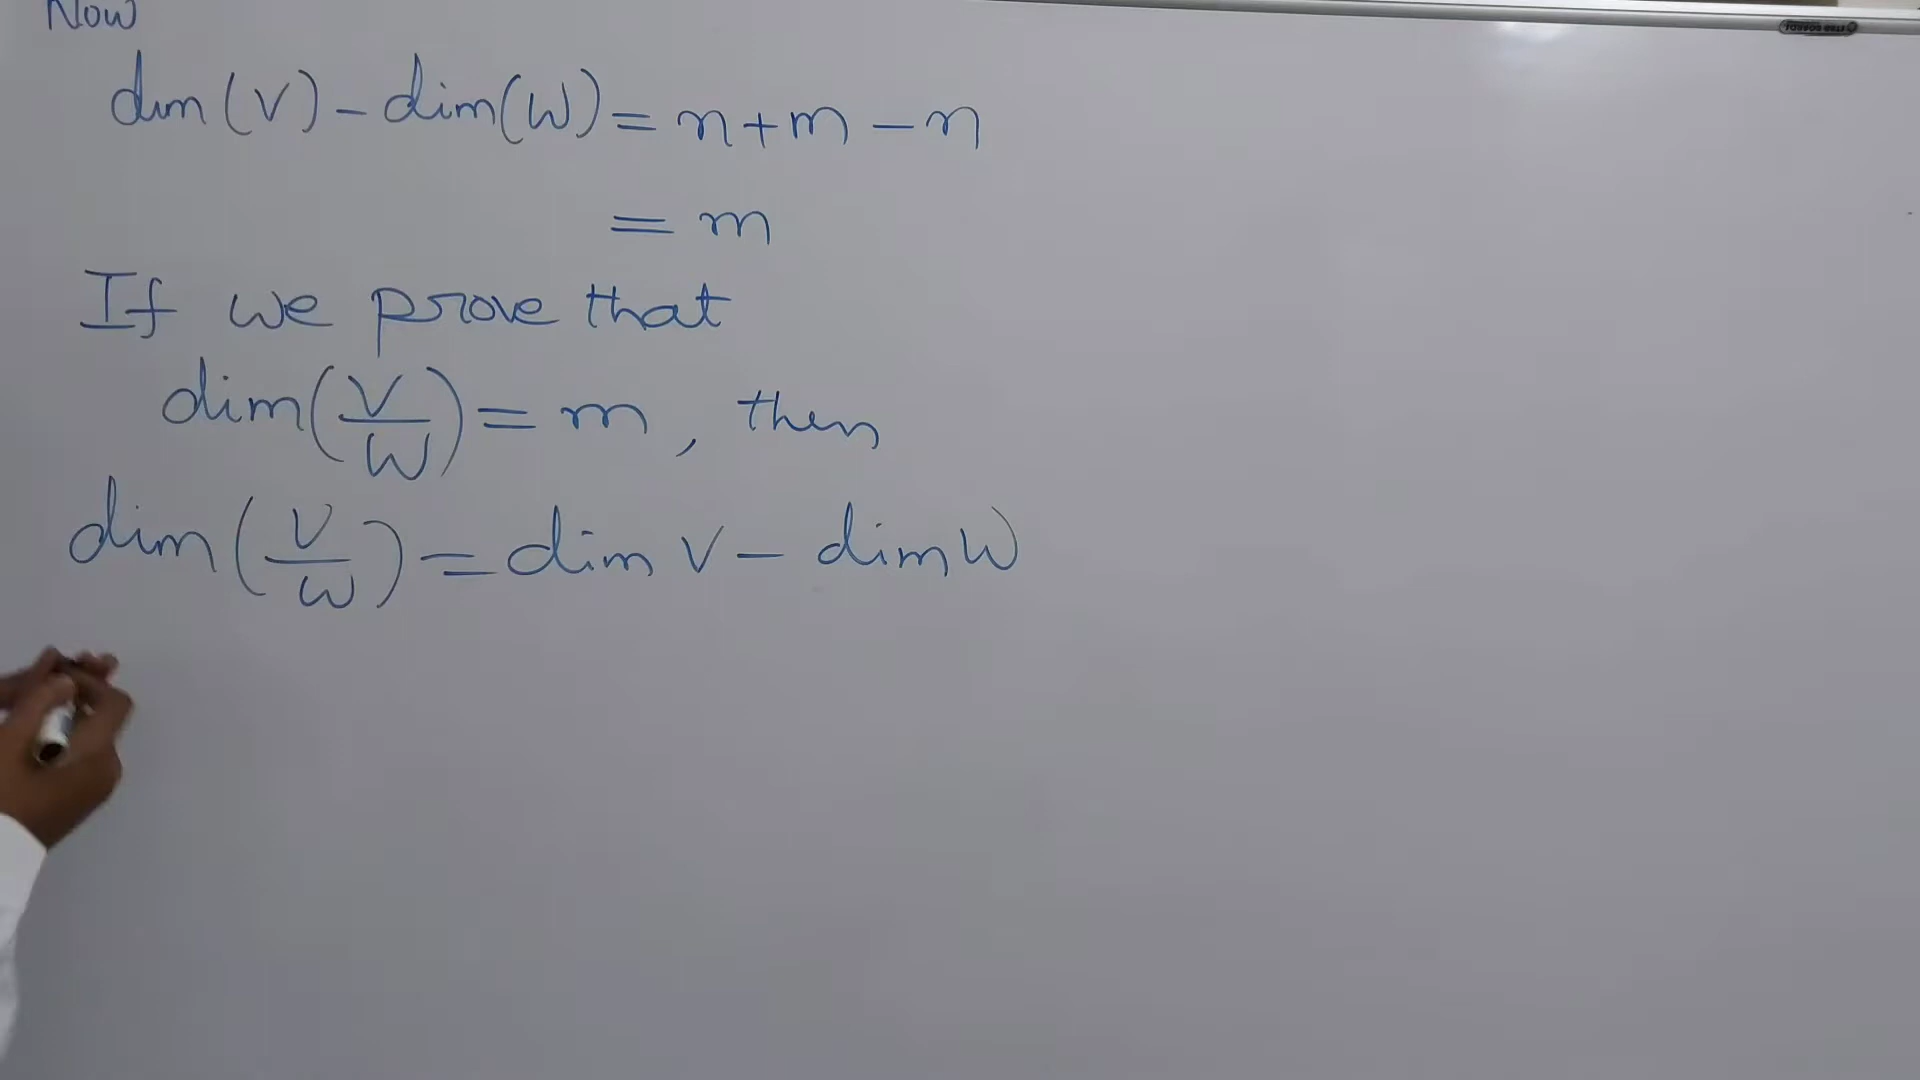 Now
dim(V) - dim(W) = n+m-n
= m
If we prove that
dim(V/W) = m, then
dim(V/W) = dim V - dim W